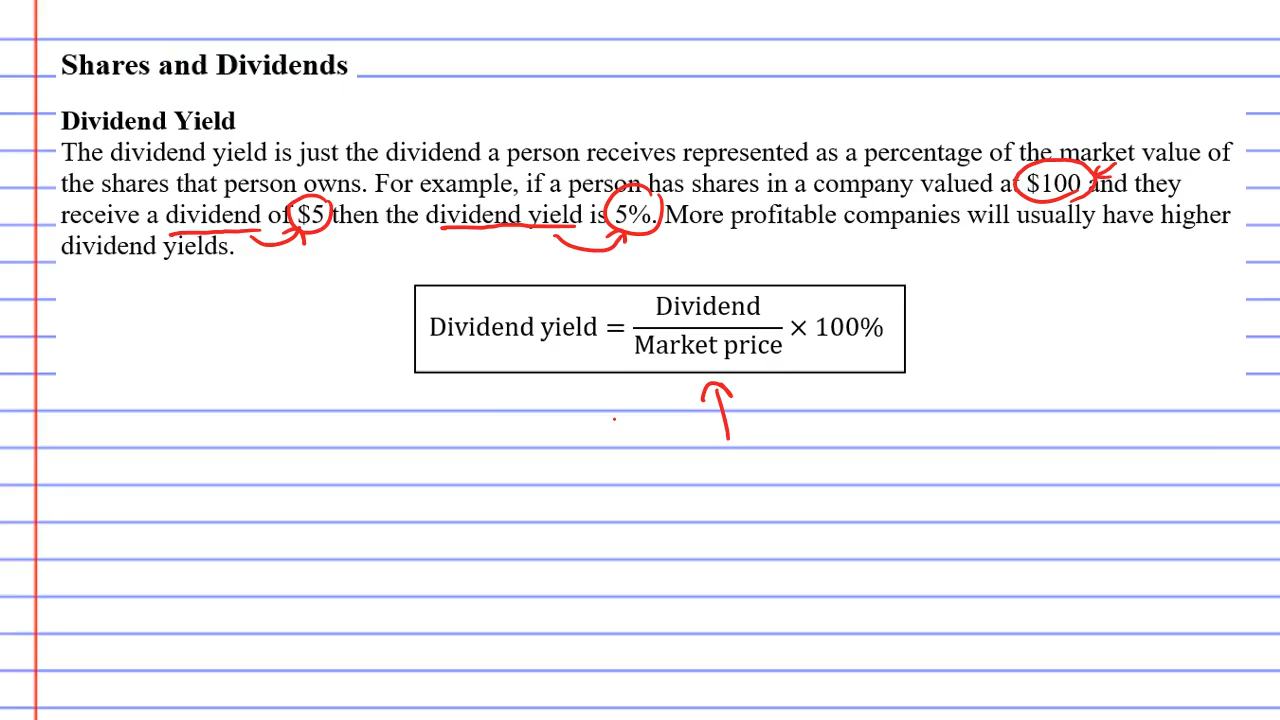 Shares and Dividends
Dividend Yield
The dividend yield is just the dividend a person receives represented as a percentage of the market value of
the shares that person owns. For example, if a person has shares in a company valued at $100 and they
receive a dividend of $5 then the dividend yield is 5%. More profitable companies will usually have higher
dividend yields.
Dividend yield = Dividend / Market price × 100%